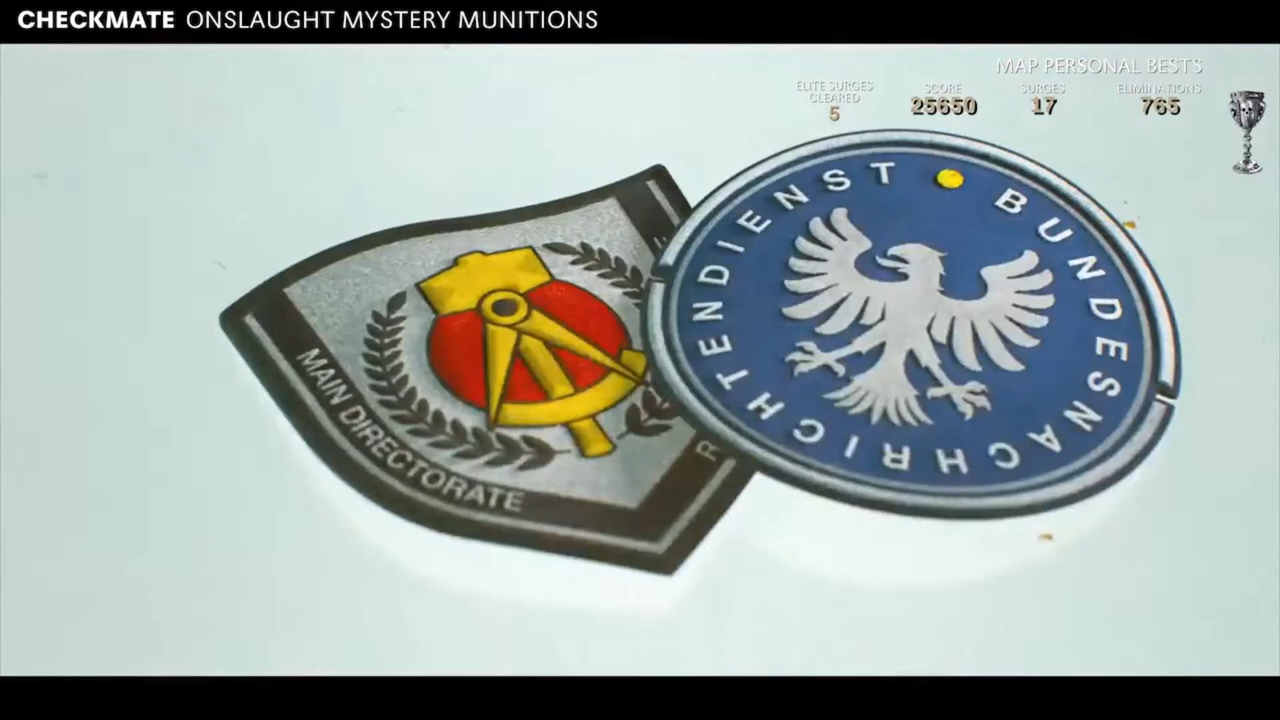 CHECKMATE ONSLAUGHT MYSTERY MUNITIONS
MAP PERSONAL BESTS
ELITE SURGES CLEARED
5
SCORE
25650
SURGES
17
ELIMINATIONS
765
MAIN DIRECTORATE
R
BUNDESNACHRICHTENDIENST